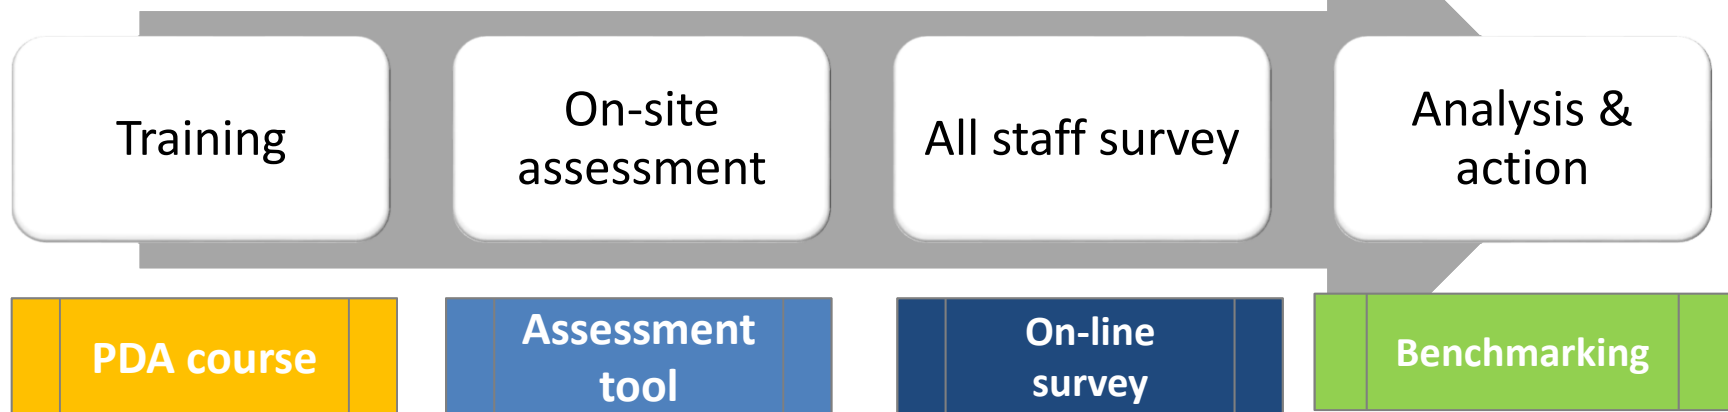 Training
On-site
assessment
All staff survey
Analysis &
action
PDA course
Assessment
tool
On-line
survey
Benchmarking